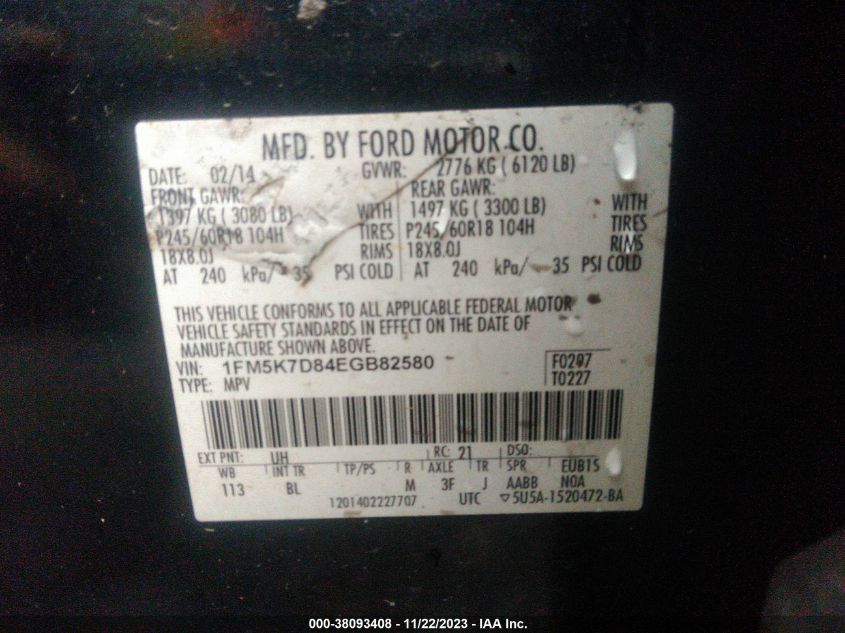 MFD. BY FORD MOTOR CO.
DATE: 02/14 GVWR: 2776 KG ( 6120 LB)
FRONT GAWR: REAR GAWR:
1397 KG ( 3080 LB) WITH 1497 KG ( 3300 LB) WITH
P245/60R18 104H TIRES P245/60R18 104H TIRES
18X8.0J RIMS 18X8.0J RIMS
AT 240 kPa/ 35 PSI COLD AT 240 kPa/ 35 PSI COLD
THIS VEHICLE CONFORMS TO ALL APPLICABLE FEDERAL MOTOR
VEHICLE SAFETY STANDARDS IN EFFECT ON THE DATE OF
MANUFACTURE SHOWN ABOVE.
VIN: 1FM5K7D84EGB82580 F0207
TYPE: MPV T0227
EXT PNT: UH RC: 21 DSO:
WB INT TR TP/PS R AXLE TR SPR EUB1S
113 BL M 3F J AABB NOA
1201402227707 UTC ▽5U5A-1520472-BA
000-38093408 - 11/22/2023 - IAA Inc.